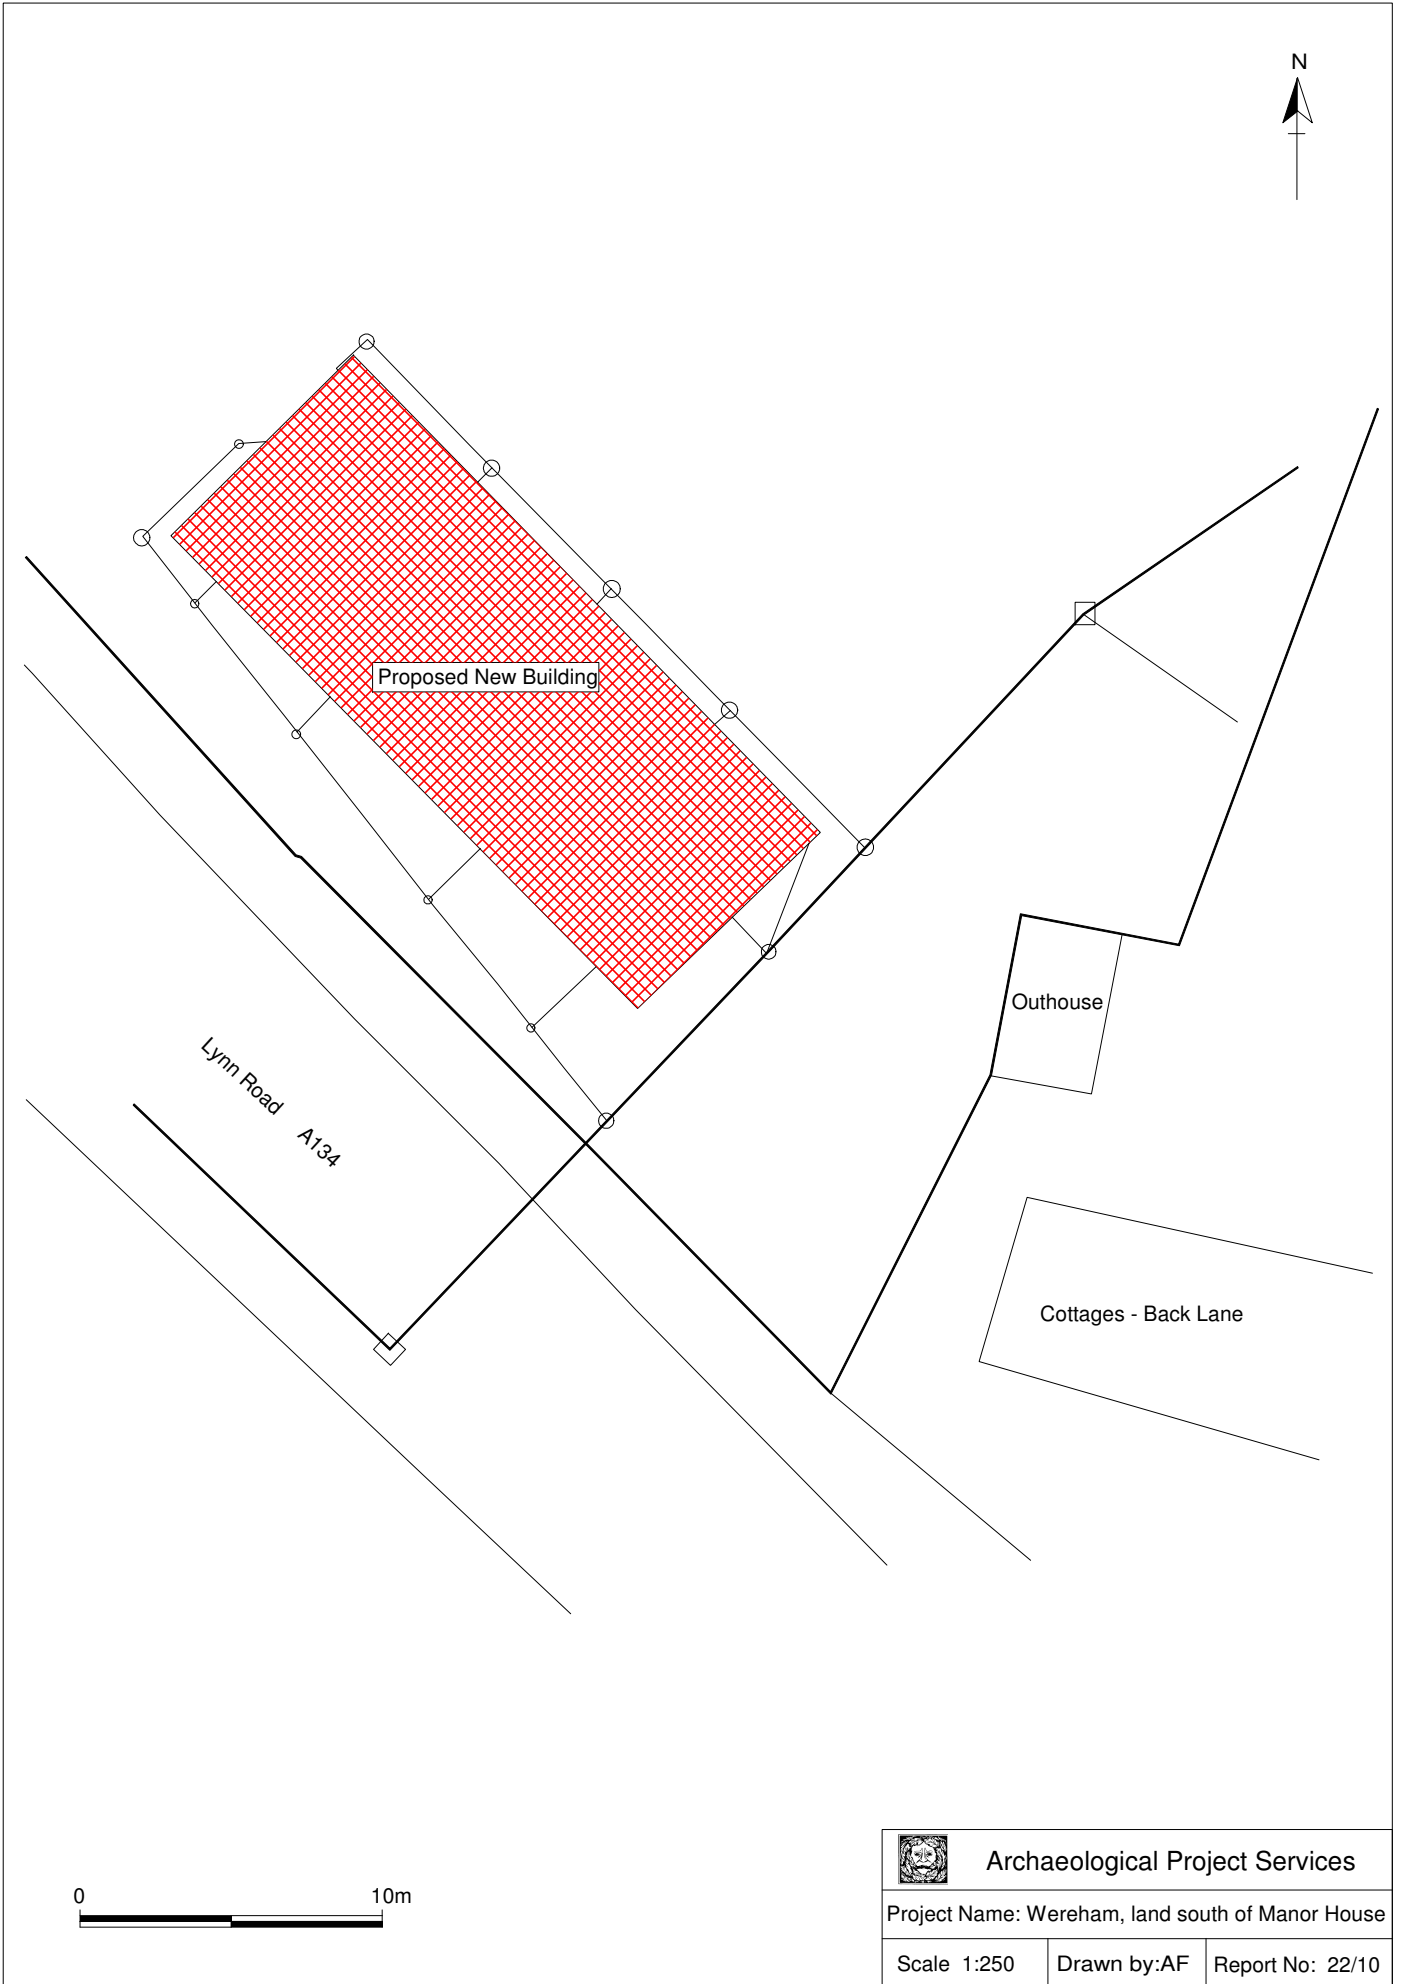 N
Proposed New Building
Outhouse
Lynn Road A134
Cottages - Back Lane
0 10m
Archaeological Project Services
Project Name: Wereham, land south of Manor House
Scale 1:250 Drawn by:AF Report No: 22/10